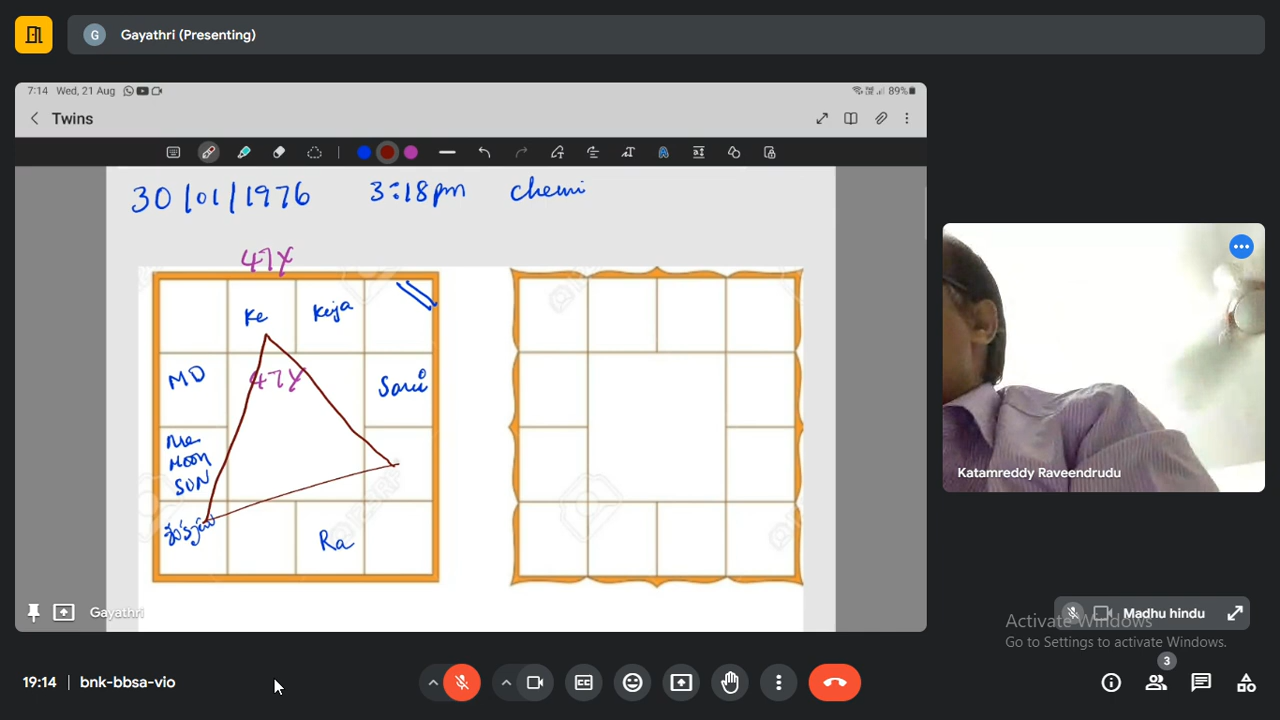 G Gayathri (Presenting)
7:14 Wed, 21 Aug
89%
Twins
30/01/1976 3:18pm chemi
47Y
Ke
Kuja
MO
47Y
Sani
Me
Moon
SUN
Ra
Gayathri
Katamreddy Raveendrudu
Madhu hindu
Activate Windows
Go to Settings to activate Windows.
19:14 | bnk-bbsa-vio
3